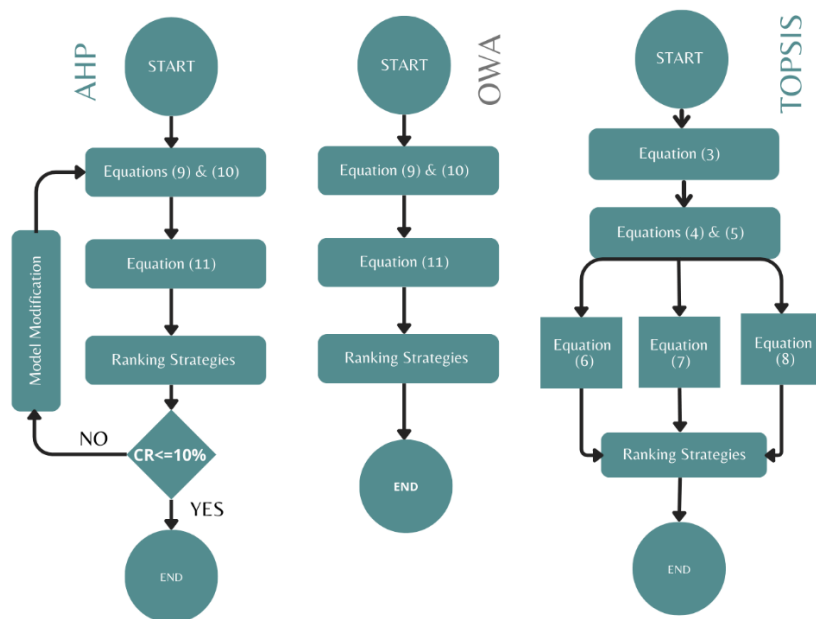 AHP
START
Equations (9) & (10)
Equation (11)
Ranking Strategies
Model Modification
NO
CR<=10%
YES
END
OWA
START
Equation (9) & (10)
Equation (11)
Ranking Strategies
END
TOPSIS
START
Equation (3)
Equations (4) & (5)
Equation
(6)
Equation
(7)
Equation
(8)
Ranking Strategies
END